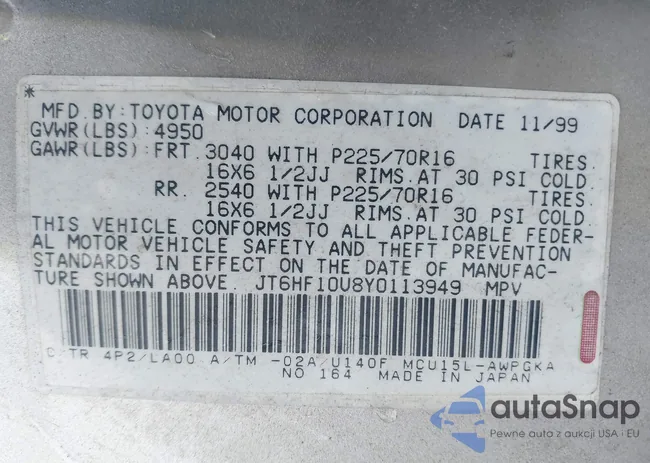 *
MFD. BY: TOYOTA MOTOR CORPORATION DATE 11/99
GVWR(LBS):4950
GAWR(LBS):FRT. 3040 WITH P225/70R16 TIRES.
16X6 1/2JJ RIMS.AT 30 PSI COLD.
RR. 2540 WITH P225/70R16 TIRES.
16X6 1/2JJ RIMS.AT 30 PSI COLD.
THIS VEHICLE CONFORMS TO ALL APPLICABLE FEDER-
AL MOTOR VEHICLE SAFETY AND THEFT PREVENTION
STANDARDS IN EFFECT ON THE DATE OF MANUFAC-
TURE SHOWN ABOVE. JT6HF10U8Y0113949 MPV
C/TR 4P2/LA00 A/TM -02A/U140F MCU15L-AWPGKA
NO 164 MADE IN JAPAN
autaSnap
Pewne auta z aukcji USA · EU